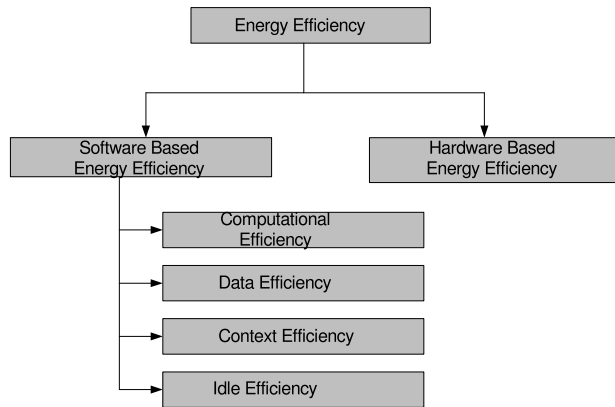 Energy Efficiency
Software Based
Energy Efficiency
Hardware Based
Energy Efficiency
Computational
Efficiency
Data Efficiency
Context Efficiency
Idle Efficiency